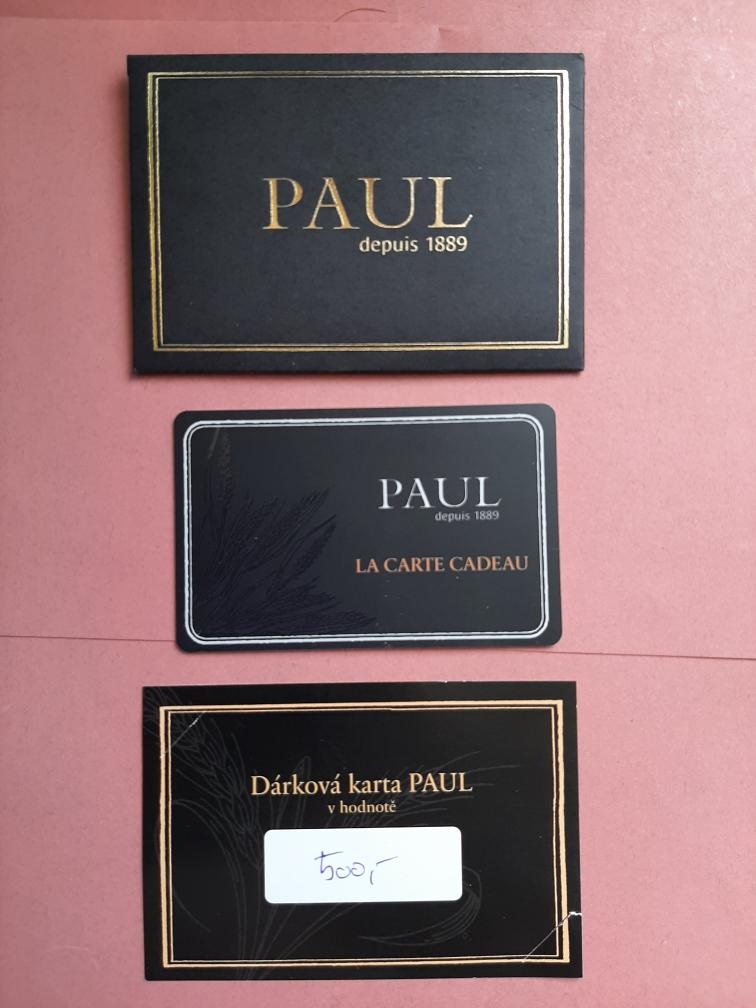 PAUL
depuis 1889
PAUL
depuis 1889
LA CARTE CADEAU
Dárková karta PAUL
v hodnotě
500,-